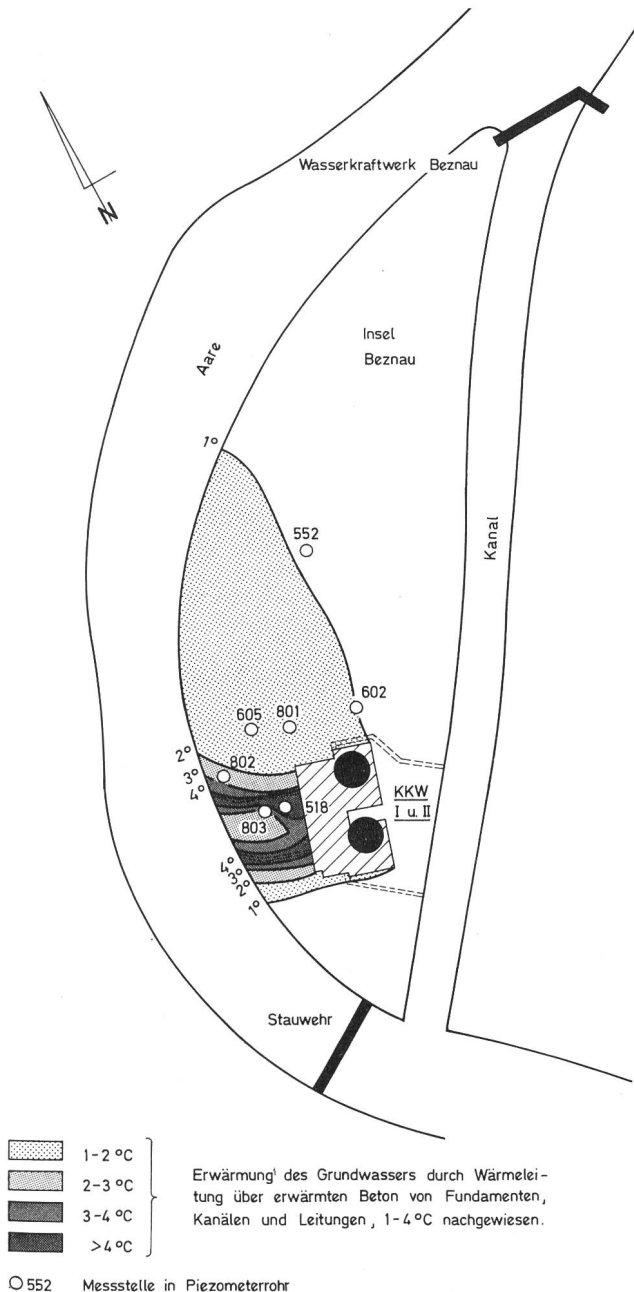 N
Wasserkraftwerk Beznau
Aare
Insel
Beznau
1°
552
Kanal
602
605
801
2°
3°
4°
802
518
803
KKW
I u. II
4°
3°
2°
1°
Stauwehr
1-2 °C
2-3 °C
3-4 °C
>4 °C
Erwärmung des Grundwassers durch Wärmelei-
tung über erwärmten Beton von Fundamenten,
Kanälen und Leitungen, 1-4 °C nachgewiesen.
552 Messstelle in Piezometerrohr